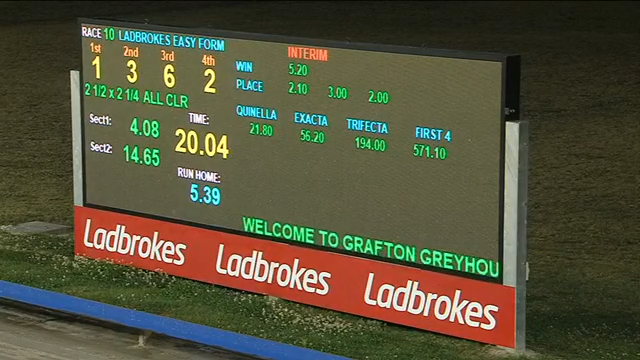 RACE 10 LADBROKES EASY FORM
1st 2nd 3rd 4th
1 3 6 2
2 1/2 x 2 1/4 ALL CLR
Sect1: 4.08
Sect2: 14.65
TIME:
20.04
RUN HOME:
5.39
INTERIM
WIN 5.20
PLACE 2.10 3.00 2.00
QUINELLA EXACTA TRIFECTA FIRST 4
21.80 56.20 194.00 571.10
WELCOME TO GRAFTON GREYHOU
Ladbrokes Ladbrokes Ladbrokes